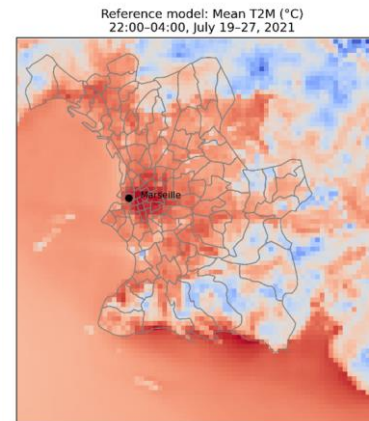 Reference model: Mean T2M (°C)
22:00–04:00, July 19–27, 2021
Marseille